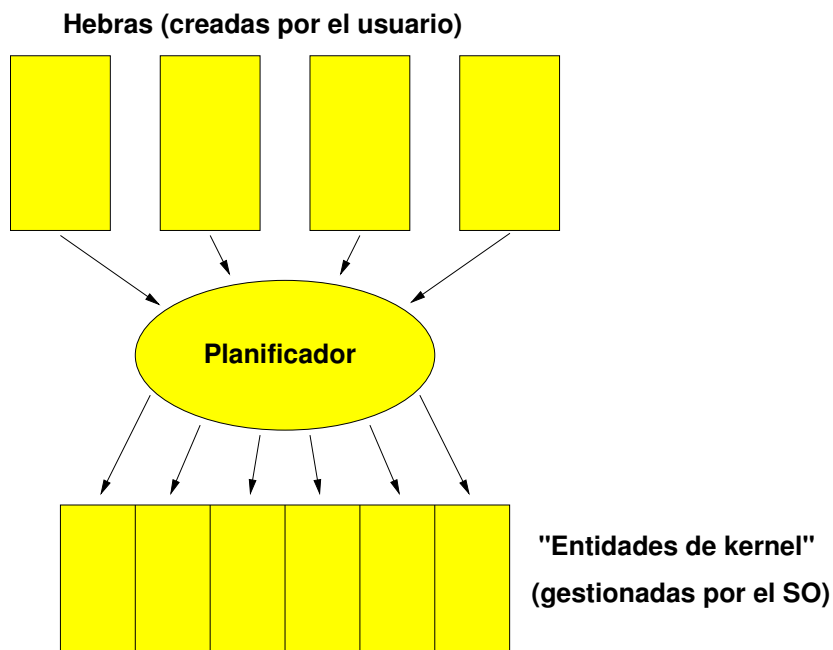 Hebras (creadas por el usuario)
Planificador
"Entidades de kernel"
(gestionadas por el SO)